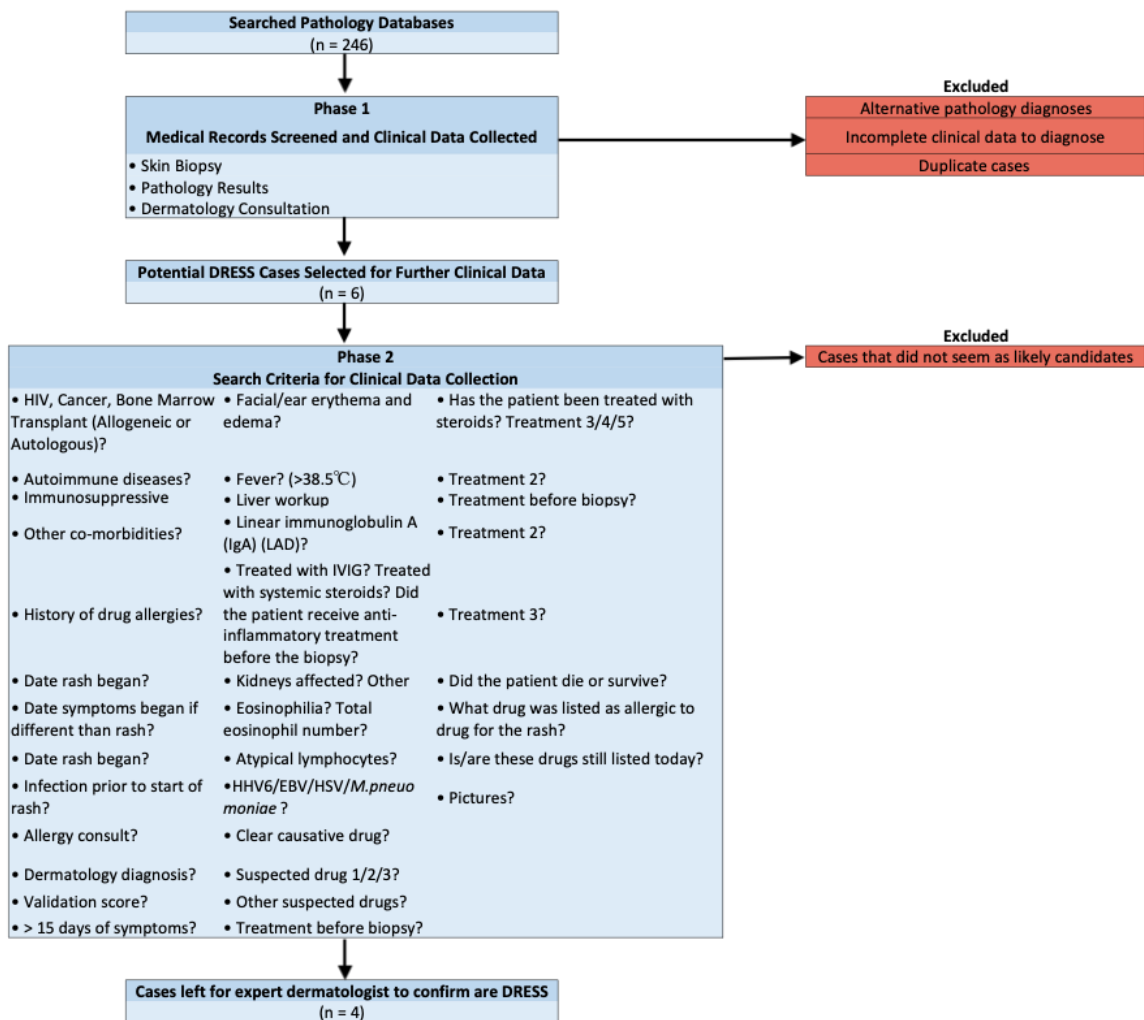 Searched Pathology Databases
(n = 246)
Phase 1
Medical Records Screened and Clinical Data Collected
• Skin Biopsy
• Pathology Results
• Dermatology Consultation
Excluded
Alternative pathology diagnoses
Incomplete clinical data to diagnose
Duplicate cases
Potential DRESS Cases Selected for Further Clinical Data
(n = 6)
Phase 2
Search Criteria for Clinical Data Collection
Excluded
Cases that did not seem as likely candidates
• HIV, Cancer, Bone Marrow
Transplant (Allogeneic or
Autologous)?
• Autoimmune diseases?
• Immunosuppressive
• Other co-morbidities?
• History of drug allergies?
• Date rash began?
• Date symptoms began if
different than rash?
• Date rash began?
• Infection prior to start of
rash?
• Allergy consult?
• Dermatology diagnosis?
• Validation score?
• > 15 days of symptoms?
• Facial/ear erythema and
edema?
• Fever? (>38.5℃)
• Liver workup
• Linear immunoglobulin A
(IgA) (LAD)?
• Treated with IVIG? Treated
with systemic steroids? Did
the patient receive anti-
inflammatory treatment
before the biopsy?
• Kidneys affected? Other
• Eosinophilia? Total
eosinophil number?
• Atypical lymphocytes?
•HHV6/EBV/HSV/M.pneuo
moniae ?
• Clear causative drug?
• Suspected drug 1/2/3?
• Other suspected drugs?
• Treatment before biopsy?
• Has the patient been treated with
steroids? Treatment 3/4/5?
• Treatment 2?
• Treatment before biopsy?
• Treatment 2?
• Treatment 3?
• Did the patient die or survive?
• What drug was listed as allergic to
drug for the rash?
• Is/are these drugs still listed today?
• Pictures?
Cases left for expert dermatologist to confirm are DRESS
(n = 4)